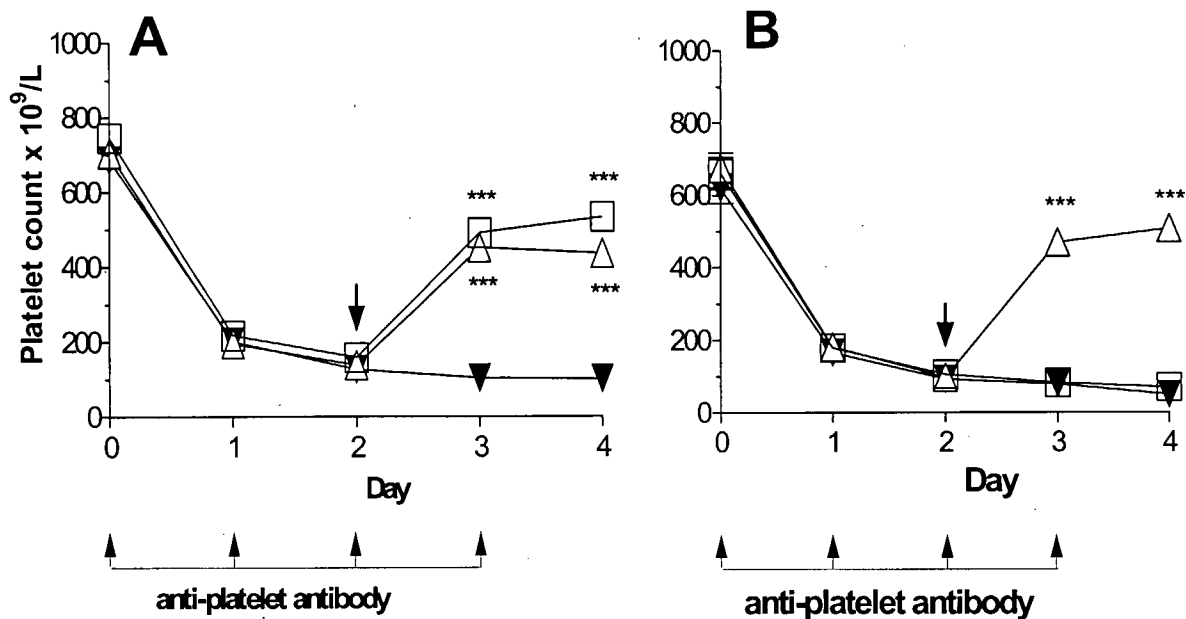 A
Platelet count x 10⁹/L
1000
800
600
400
200
0
***
***
***
***
0 1 2 3 4
Day
anti-platelet antibody
B
1000
800
600
400
200
0
***
***
0 1 2 3 4
Day
anti-platelet antibody